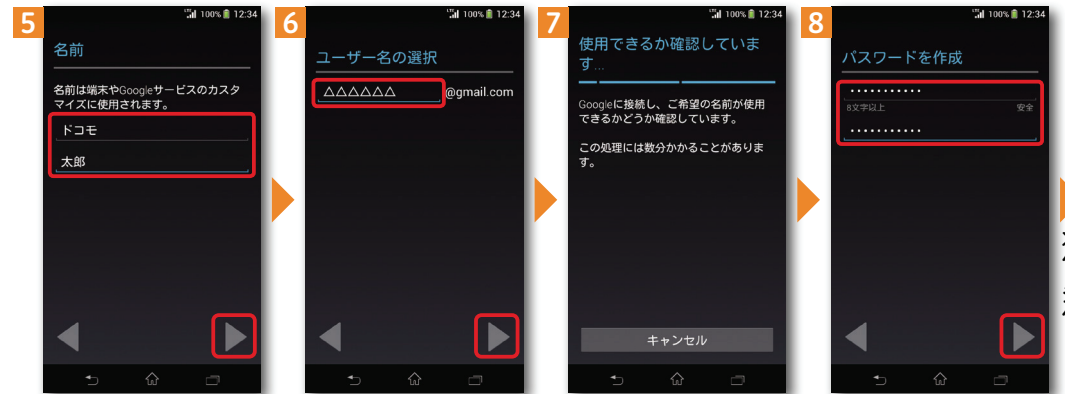 5
100% 12:34
名前
名前は端末やGoogleサービスのカスタ
マイズに使用されます。
ドコモ
太郎
6
100% 12:34
ユーザー名の選択
△△△△△△ @gmail.com
7
100% 12:34
使用できるか確認していま
す...
Googleに接続し、ご希望の名前が使用
できるかどうか確認しています。
この処理には数分かかることがありま
す。
キャンセル
8
100% 12:34
パスワードを作成
•••••••••••
8文字以上 安全
•••••••••••